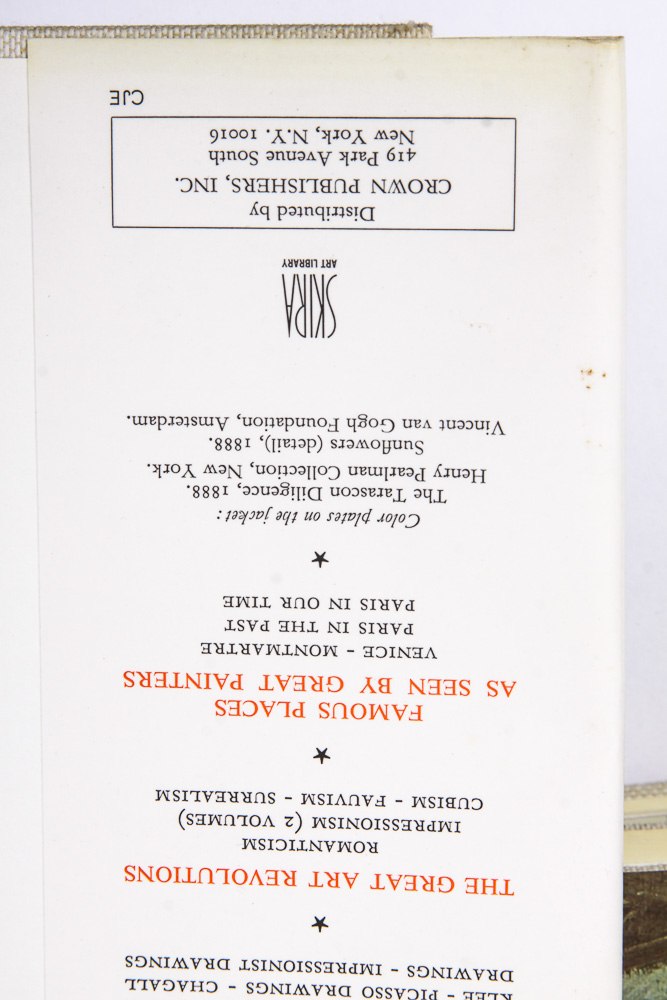 KLEE - PICASSO DRAWINGS - CHAGALL
DRAWINGS - IMPRESSIONIST DRAWINGS
★
THE GREAT ART REVOLUTIONS
ROMANTICISM
IMPRESSIONISM (2 VOLUMES)
CUBISM - FAUVISM - SURREALISM
★
FAMOUS PLACES
AS SEEN BY GREAT PAINTERS
VENICE - MONTMARTRE
PARIS IN THE PAST
PARIS IN OUR TIME
★
Color plates on the jacket:
The Tarascon Diligence, 1888.
Henry Pearlman Collection, New York.
Sunflowers (detail), 1888.
Vincent van Gogh Foundation, Amsterdam.
SKIRA
ART LIBRARY
Distributed by
CROWN PUBLISHERS, INC.
419 Park Avenue South
New York, N.Y. 10016
CJE